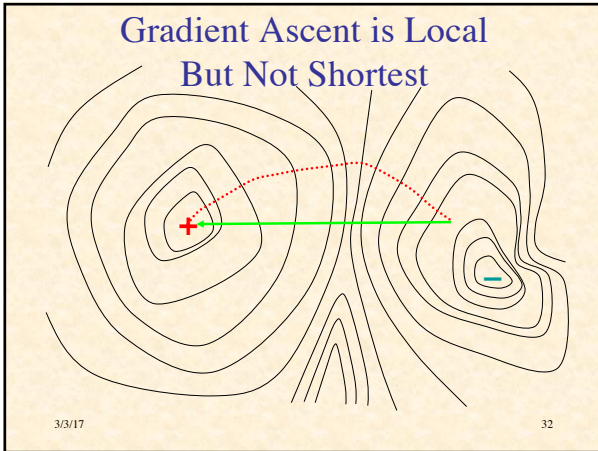 Gradient Ascent is Local
But Not Shortest
+
–
3/3/17
32